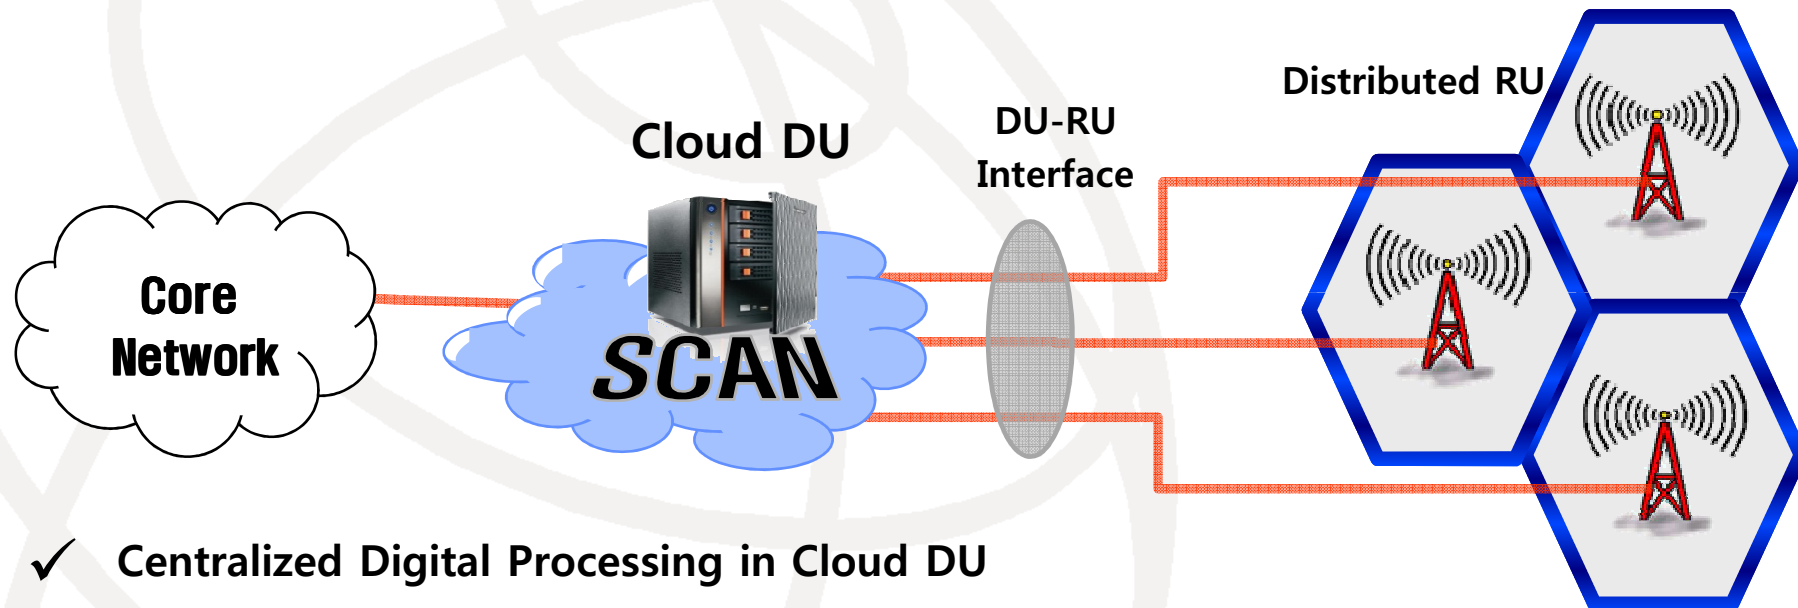 Distributed RU
DU-RU
Interface
Cloud DU
Core
Network
SCAN
✓ Centralized Digital Processing in Cloud DU